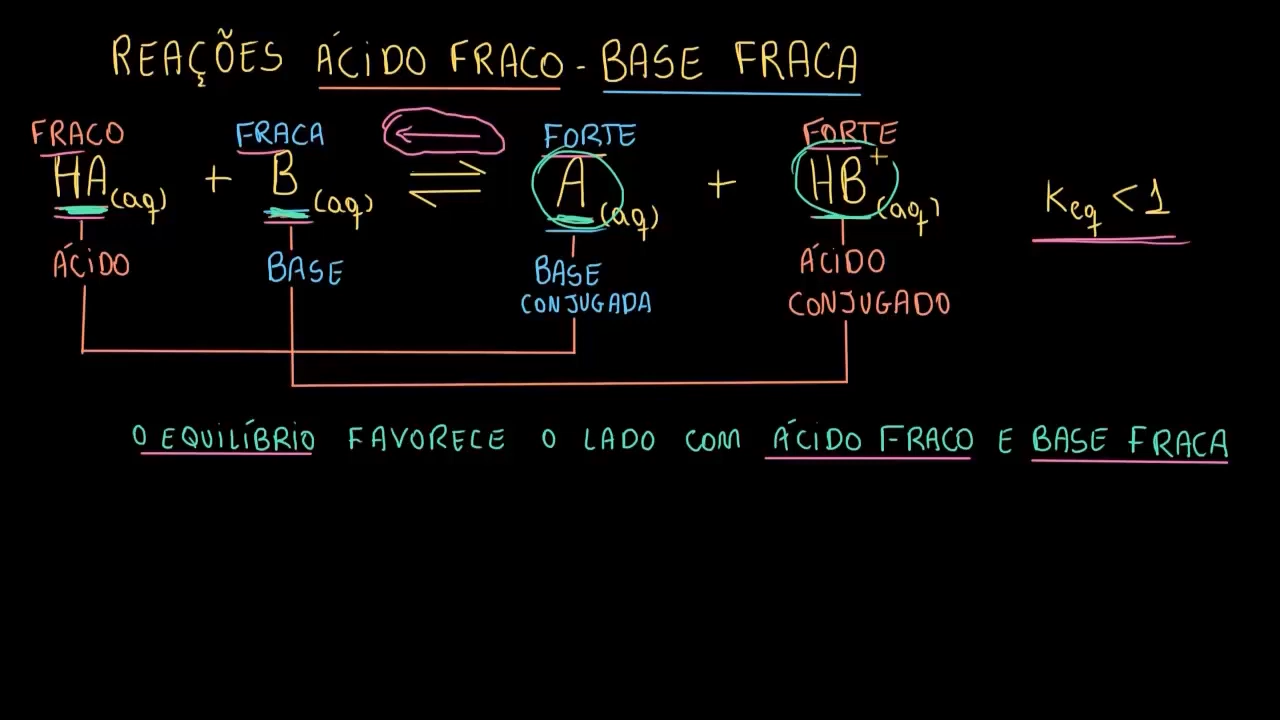 REAÇÕES ÁCIDO FRACO - BASE FRACA
FRACO FRACA FORTE FORTE
HA(aq) + B(aq) ⇌ A(aq) + HB⁺(aq) Keq < 1
ÁCIDO BASE BASE CONJUGADA ÁCIDO CONJUGADO
O EQUILÍBRIO FAVORECE O LADO COM ÁCIDO FRACO E BASE FRACA